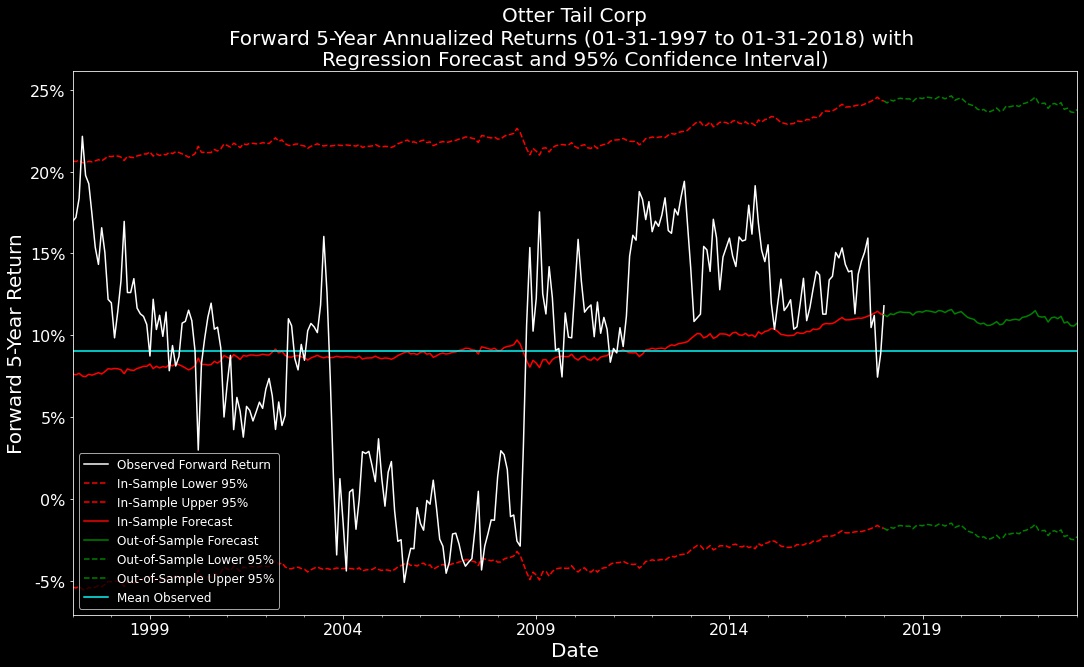 Otter Tail Corp
Forward 5-Year Annualized Returns (01-31-1997 to 01-31-2018) with
Regression Forecast and 95% Confidence Interval)
25%
20%
15%
10%
5%
0%
-5%
Forward 5-Year Return
Observed Forward Return
In-Sample Lower 95%
In-Sample Upper 95%
In-Sample Forecast
Out-of-Sample Forecast
Out-of-Sample Lower 95%
Out-of-Sample Upper 95%
Mean Observed
1999
2004
2009
2014
2019
Date